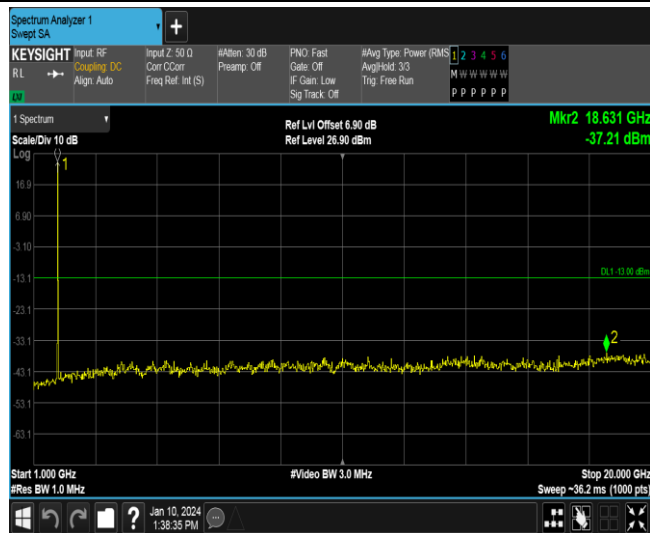 Spectrum Analyzer 1
Swept SA
+
KEYSIGHT
RL
Input: RF
Coupling: DC
Align: Auto
Input Z: 50 Ω
Corr CCorr
Freq Ref: Int (S)
#Atten: 30 dB
Preamp: Off
PNO: Fast
Gate: Off
IF Gain: Low
Sig Track: Off
#Avg Type: Power (RMS
Avg|Hold: 3/3
Trig: Free Run
1 2 3 4 5 6
M W W W W W
P P P P P P
1 Spectrum
Scale/Div 10 dB
Log
Ref Lvl Offset 6.90 dB
Ref Level 26.90 dBm
Mkr2 18.631 GHz
-37.21 dBm
1
16.9
6.90
-3.10
-13.1
DL1 -13.00 dBm
-23.1
-33.1
2
-43.1
-53.1
-63.1
Start 1.000 GHz
#Res BW 1.0 MHz
#Video BW 3.0 MHz
Stop 20.000 GHz
Sweep ~36.2 ms (1000 pts)
?
Jan 10, 2024
1:38:35 PM